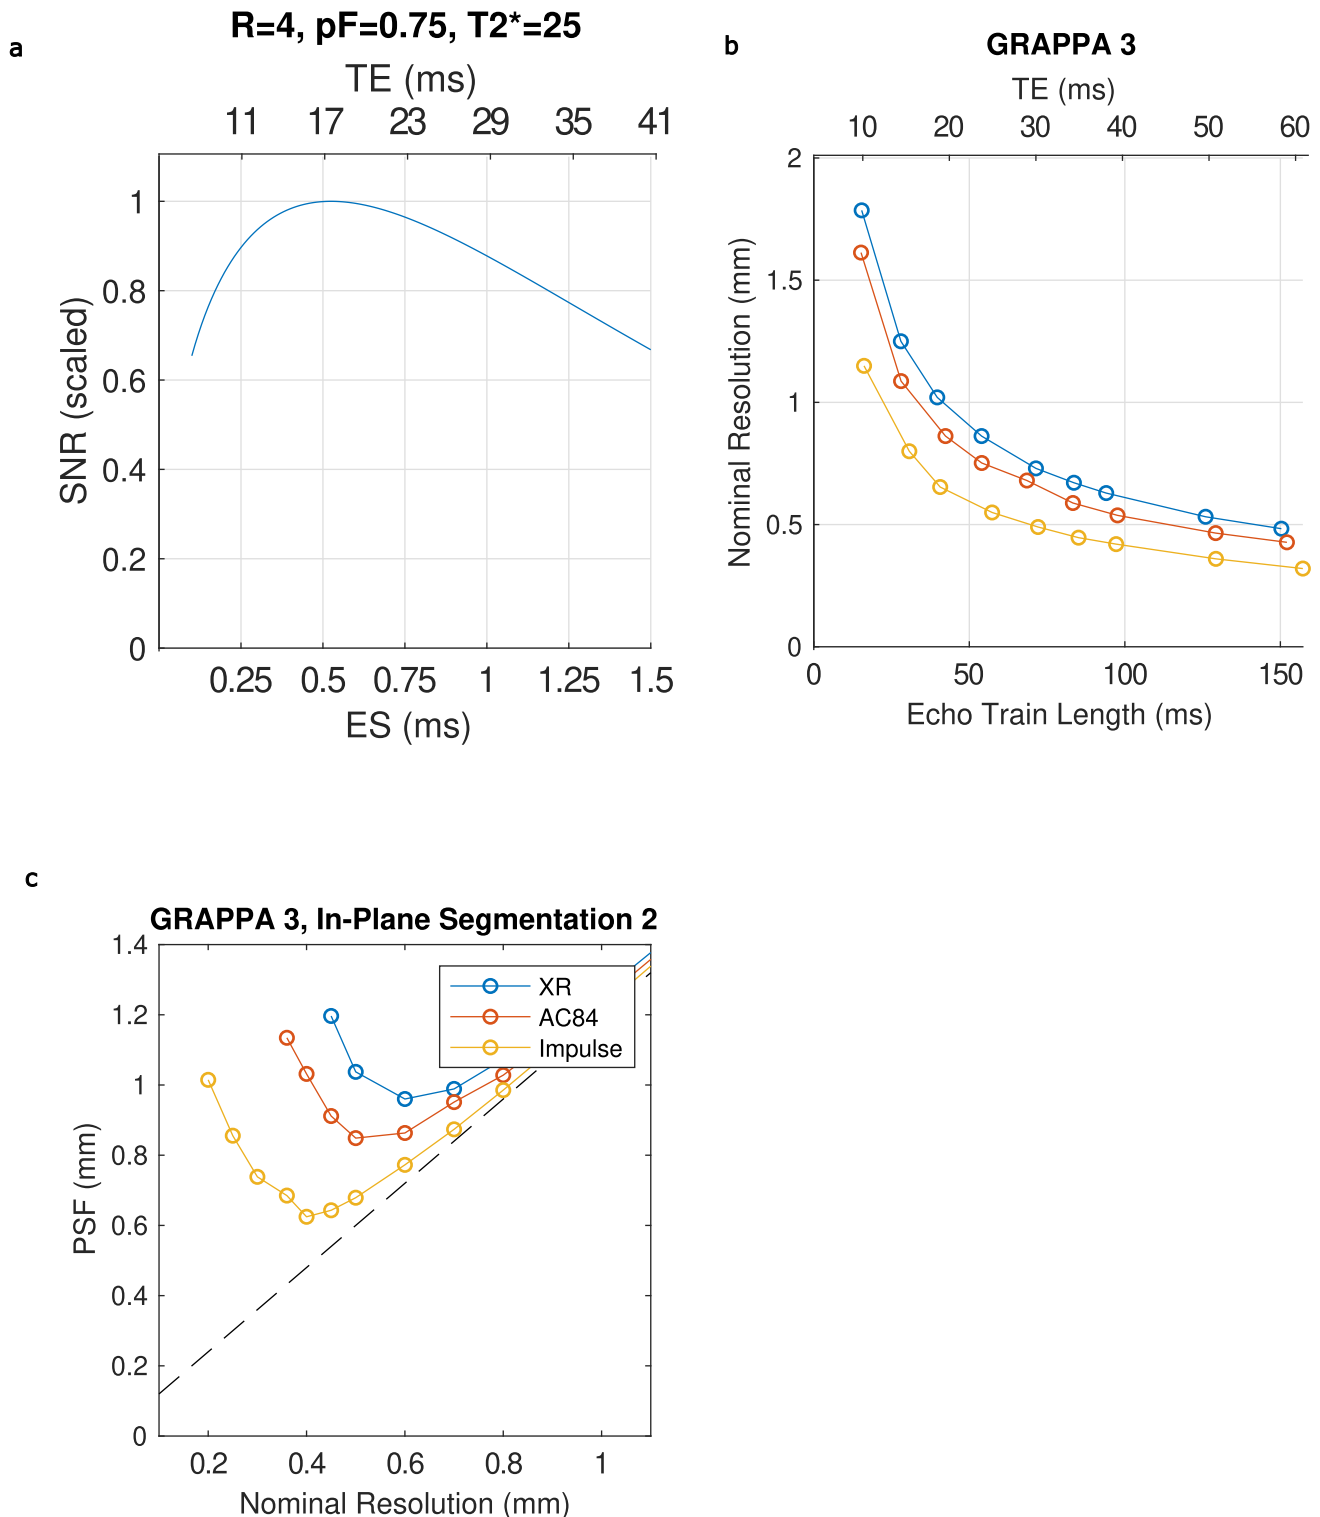 a
R=4, pF=0.75, T2*=25
TE (ms)
11 17 23 29 35 41
1
0.8
0.6
0.4
0.2
0
SNR (scaled)
0.25 0.5 0.75 1 1.25 1.5
ES (ms)
b
GRAPPA 3
TE (ms)
10 20 30 40 50 60
2
1.5
1
0.5
0
Nominal Resolution (mm)
0 50 100 150
Echo Train Length (ms)
c
GRAPPA 3, In-Plane Segmentation 2
1.4
1.2
1
0.8
0.6
0.4
0.2
0
PSF (mm)
XR
AC84
Impulse
0.2 0.4 0.6 0.8 1
Nominal Resolution (mm)